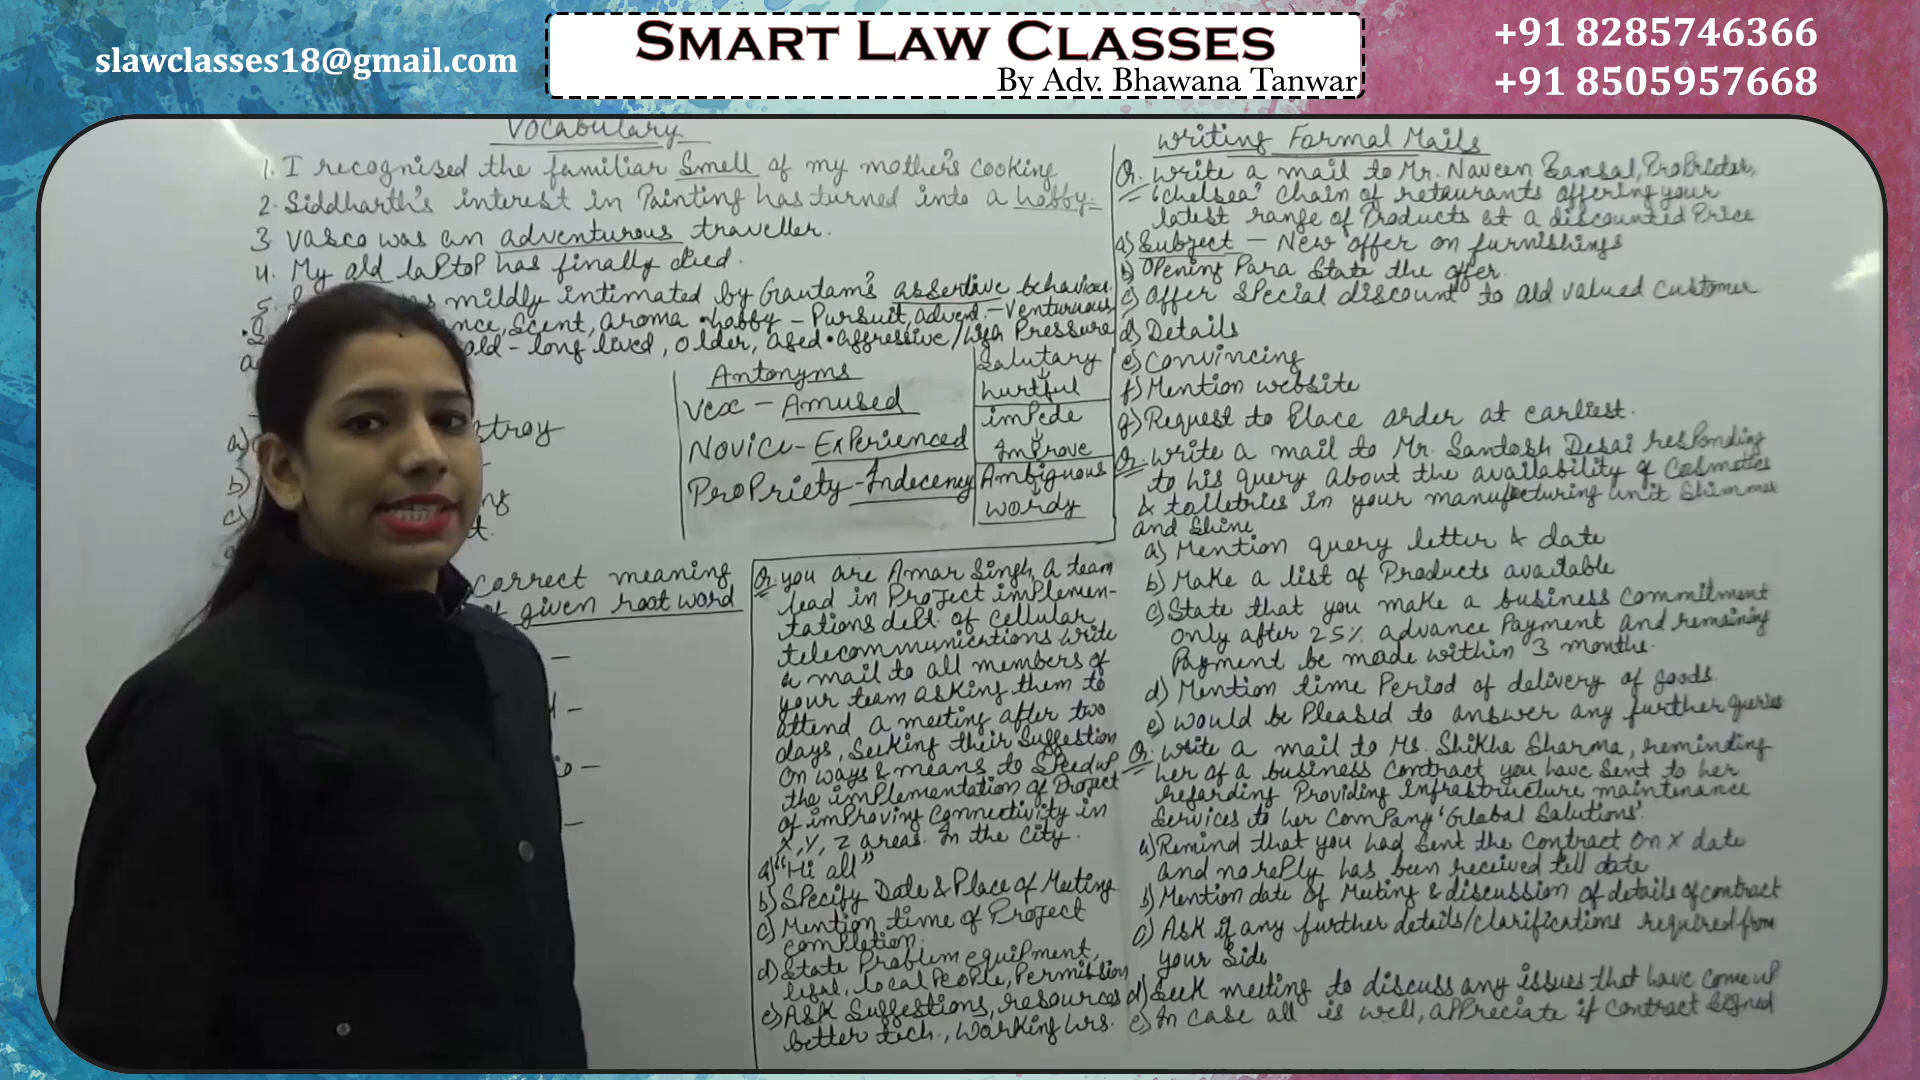 slawclasses18@gmail.com
SMART LAW CLASSES
By Adv. Bhawana Tanwar
+91 8285746366
+91 8505957668
Vocabulary
1. I recognised the familiar Smell of my mother's cooking
2. Siddharth's interest in Painting has turned into a hobby.
3 Vasco was an adventurous traveller.
4. My old laptop has finally died.
5. mildly intimated by Gautam's assertive behaviour.
Scent, aroma • hobby - Pursuit, advent. - Venturous
old - long lived, older, aged • aggressive / high Pressure
a)
b)
c)
Antonyms
Vex - Amused
Novice - Experienced
Propriety - Indecency
Salutary
hurtful
impede
Improve
Ambiguous
wordy
correct meaning
given root word
Q. you are Amar Singh, a team
lead in Project implemen-
tations dept. of cellular
telecommunications write
a mail to all members of
your team asking them to
attend a meeting after two
days, Seeking their Suggestion
on ways & means to Speed up
the implementation of Project
of improving connectivity in
X, Y, Z areas in the city.
a) "Hi all"
b) Specify Date & Place of Meeting
c) Mention time of Project
completion.
d) State Problem equipment,
legal, local People, Permission
e) Ask Suggestions, resources
better tech., working hrs.
Writing Formal Mails
Q. write a mail to Mr. Naveen Bansal, Proprietor,
'Chelsea' Chain of retaurants offering your
latest range of Products at a discounted Price
a) Subject - New offer on furnishings
b) Opening Para State the offer.
c) Offer Special discount to old valued customer
d) Details
e) Convincing
f) Mention website
g) Request to Place order at earliest.
Q. write a mail to Mr. Santosh Desai responding
to his query about the availability of Cosmetics
& tolletries in your manufacturing unit Shimmer
and Shine
a) Mention query letter & date
b) Make a list of Products available
c) State that you make a business commitment
only after 25% advance Payment and remaining
Payment be made within 3 months.
d) Mention time Period of delivery of goods.
e) would be Pleased to answer any further queries
Q. write a mail to Ms. Shikha Sharma, reminding
her of a business contract you have sent to her
regarding Providing infrastructure maintenance
Services to her company 'Global Salutions'.
a) Remind that you had sent the contract on X date
and no reply has been received till date
b) Mention date of Meeting & discussion of details of contract
c) Ask if any further details/clarifications required from
your Side
d) Seek meeting to discuss any issues that have come up
e) In case all is well, appreciate if contract signed